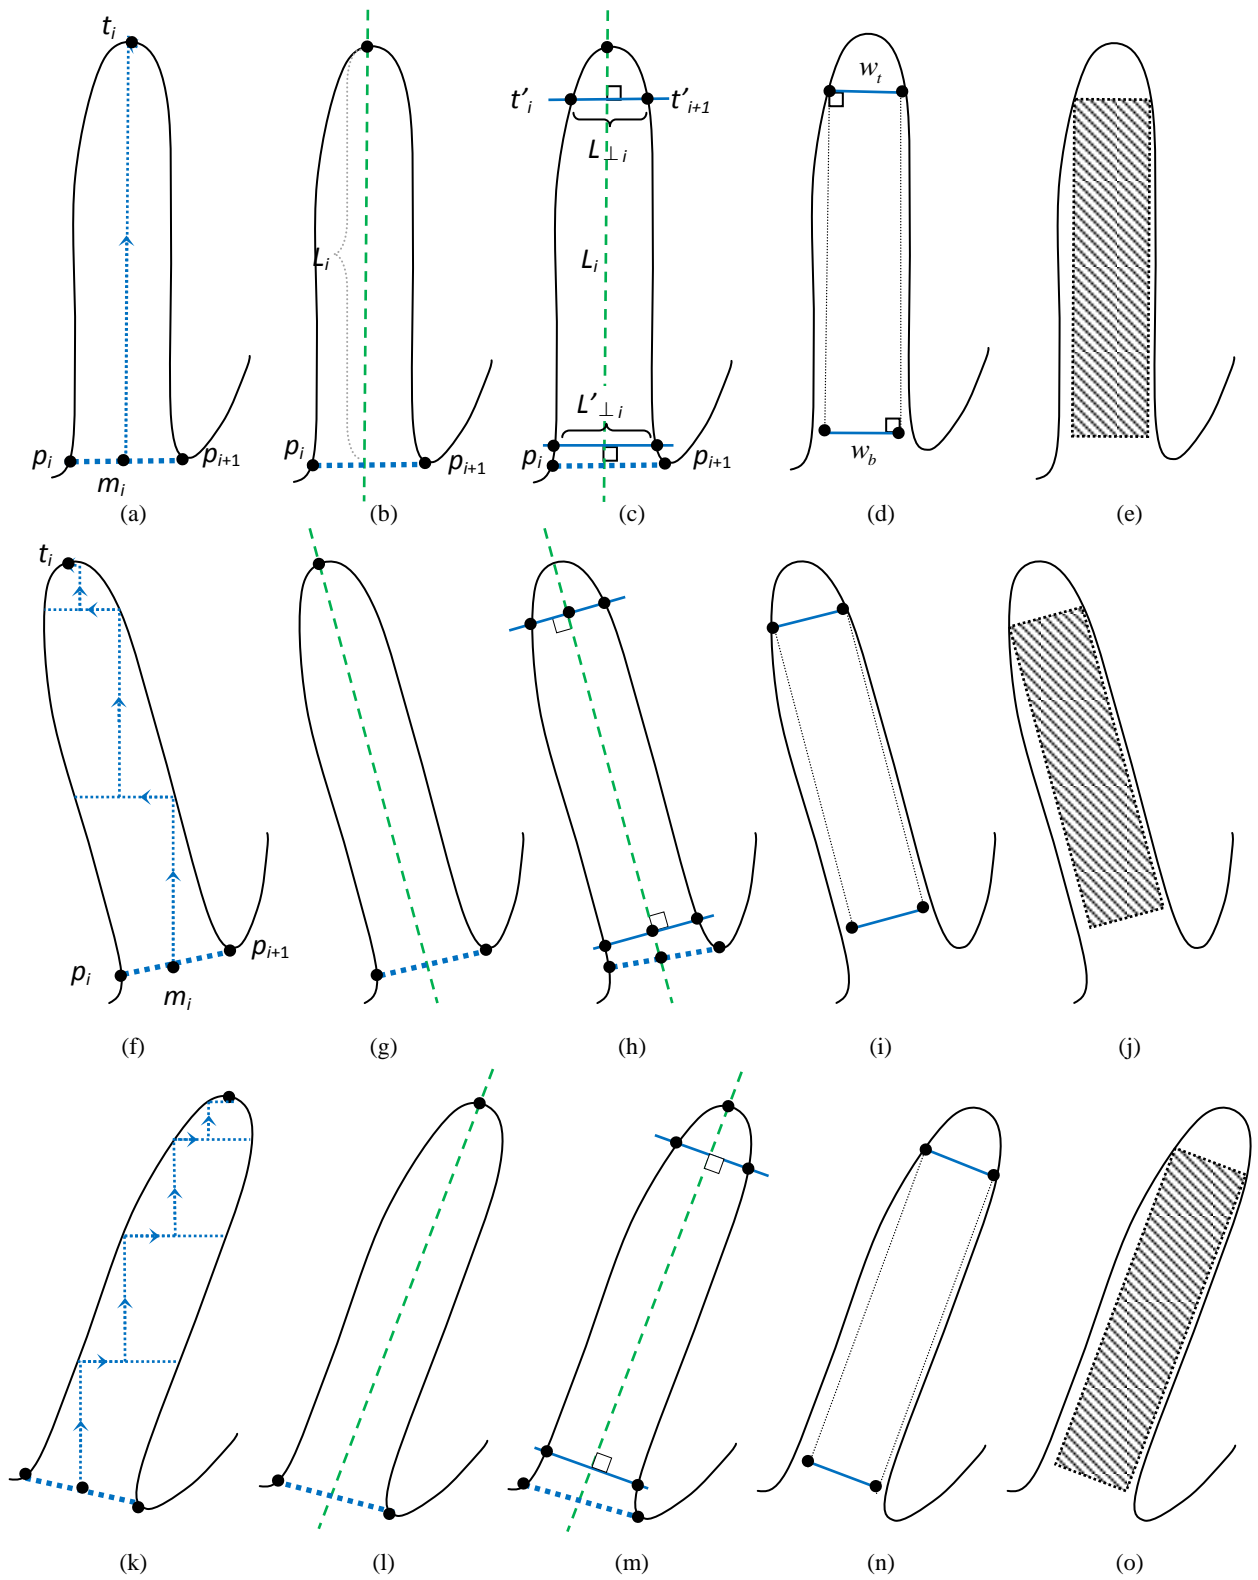 tᵢ
t'ᵢ
t'ᵢ₊₁
wₜ
L⊥ᵢ
Lᵢ
Lᵢ
L'⊥ᵢ
pᵢ
pᵢ₊₁
mᵢ
pᵢ
pᵢ₊₁
pᵢ
pᵢ₊₁
w_b
(a) (b) (c) (d) (e)
tᵢ
pᵢ
pᵢ₊₁
mᵢ
(f) (g) (h) (i) (j)
(k) (l) (m) (n) (o)